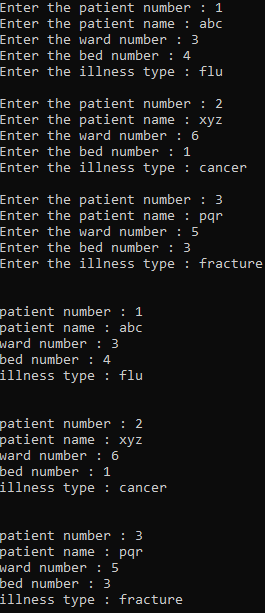 Enter the patient number : 1
Enter the patient name : abc
Enter the ward number : 3
Enter the bed number : 4
Enter the illness type : flu
Enter the patient number : 2
Enter the patient name : xyz
Enter the ward number : 6
Enter the bed number : 1
Enter the illness type : cancer
Enter the patient number : 3
Enter the patient name : pqr
Enter the ward number : 5
Enter the bed number : 3
Enter the illness type : fracture
patient number : 1
patient name : abc
ward number : 3
bed number : 4
illness type : flu
patient number : 2
patient name : xyz
ward number : 6
bed number : 1
illness type : cancer
patient number : 3
patient name : pqr
ward number : 5
bed number : 3
illness type : fracture